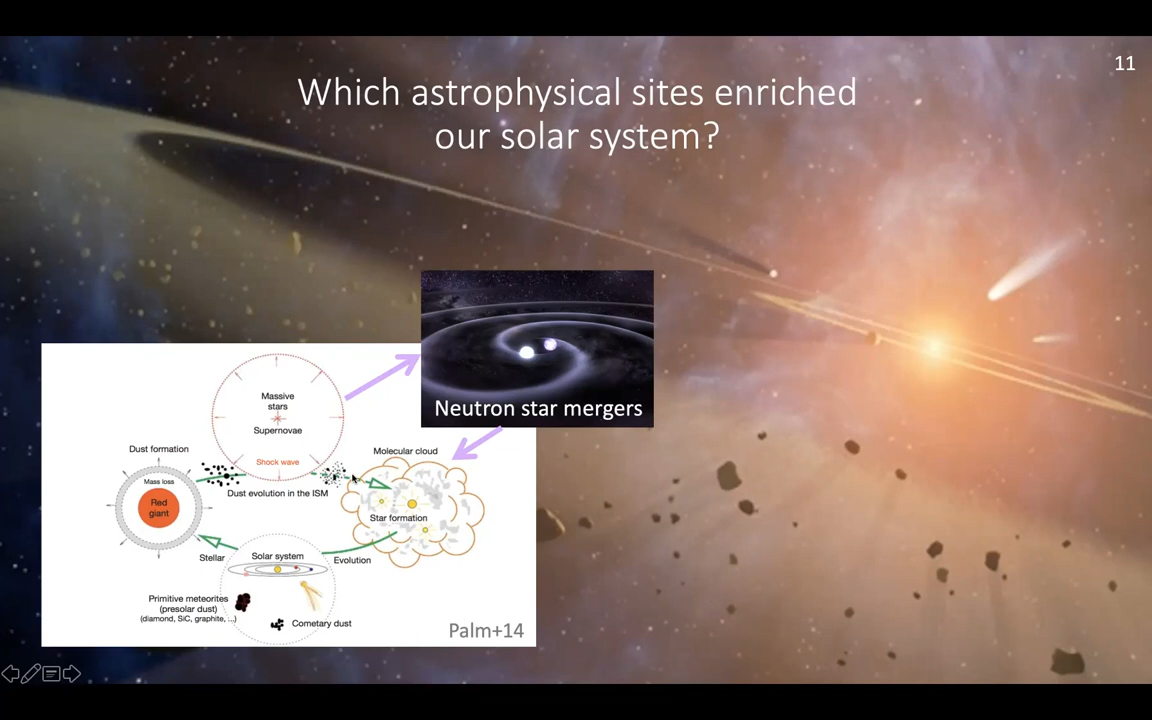 11
Which astrophysical sites enriched
our solar system?
Neutron star mergers
Massive
stars
Supernovae
Shock wave
Dust formation
Mass loss
Red
giant
Dust evolution in the ISM
Molecular cloud
Star formation
Stellar
Solar system
Evolution
Primitive meteorites
(presolar dust)
(diamond, SiC, graphite, ...)
Cometary dust
Palm+14